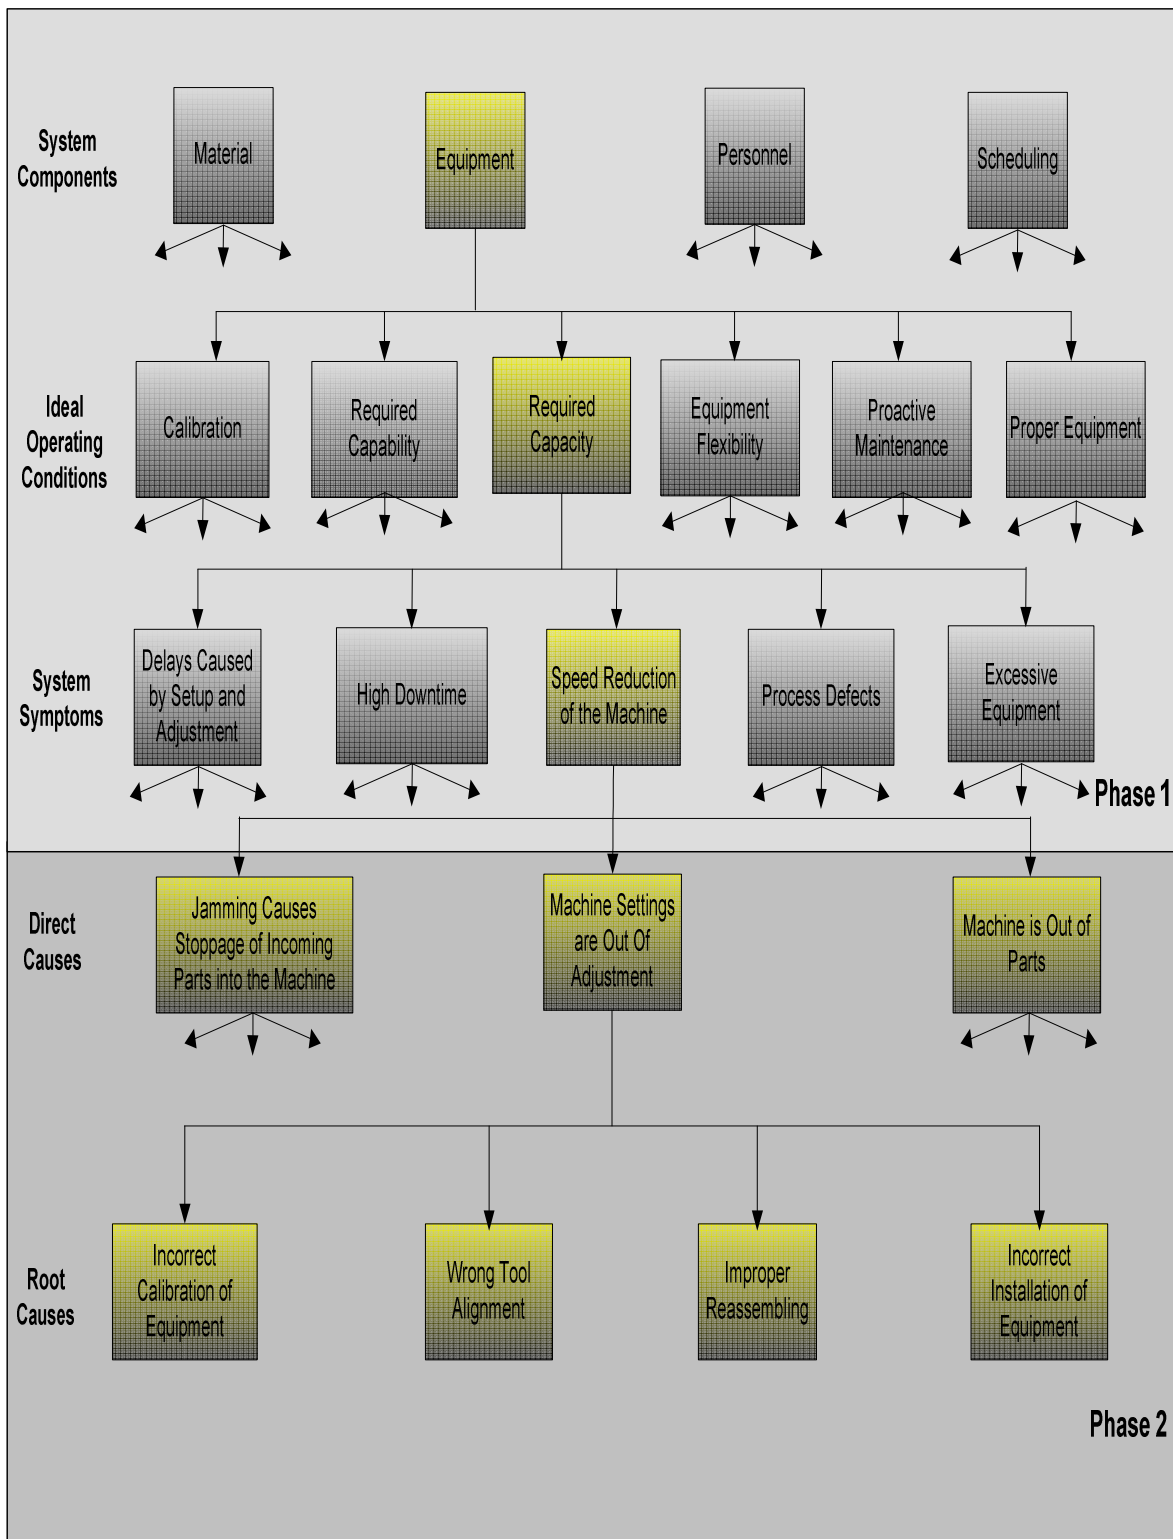 System
Components
Material
Equipment
Personnel
Scheduling
Ideal
Operating
Conditions
Calibration
Required
Capability
Required
Capacity
Equipment
Flexibility
Proactive
Maintenance
Proper Equipment
System
Symptoms
Delays Caused
by Setup and
Adjustment
High Downtime
Speed Reduction
of the Machine
Process Defects
Excessive
Equipment
Phase 1
Direct
Causes
Jamming Causes
Stoppage of Incoming
Parts into the Machine
Machine Settings
are Out Of
Adjustment
Machine is Out of
Parts
Root
Causes
Incorrect
Calibration of
Equipment
Wrong Tool
Alignment
Improper
Reassembling
Incorrect
Installation of
Equipment
Phase 2